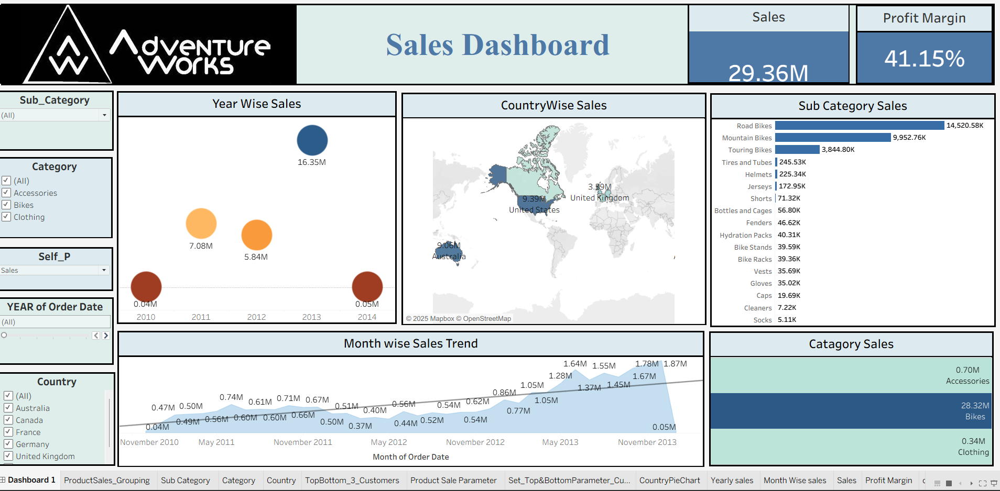 ADVENTURE
WORKS
Sales Dashboard
Sales
29.36M
Profit Margin
41.15%
Sub_Category
(All)
Category
(All)
Accessories
Bikes
Clothing
Self_P
Sales
YEAR of Order Date
(All)
Country
(All)
Australia
Canada
France
Germany
United Kingdom
Year Wise Sales
16.35M
7.08M
5.84M
0.04M
0.05M
2010 2011 2012 2013 2014
CountryWise Sales
3.39M
United Kingdom
9.39M
United States
9.06M
Australia
© 2025 Mapbox © OpenStreetMap
Sub Category Sales
Road Bikes 14,520.58K
Mountain Bikes 9,952.76K
Touring Bikes 3,844.80K
Tires and Tubes 245.53K
Helmets 225.34K
Jerseys 172.95K
Shorts 71.32K
Bottles and Cages 56.80K
Fenders 46.62K
Hydration Packs 40.31K
Bike Stands 39.59K
Bike Racks 39.36K
Vests 35.69K
Gloves 35.02K
Caps 19.69K
Cleaners 7.22K
Socks 5.11K
Month wise Sales Trend
0.04M 0.47M 0.49M 0.50M 0.56M 0.74M 0.60M 0.61M 0.60M 0.71M 0.66M 0.67M 0.50M 0.51M 0.37M 0.40M 0.44M 0.56M 0.52M 0.54M 0.54M 0.62M 0.86M 0.77M 1.05M 1.05M 1.28M 1.64M 1.37M 1.55M 1.45M 1.67M 1.78M 1.87M 0.05M
November 2010 May 2011 November 2011 May 2012 November 2012 May 2013 November 2013
Month of Order Date
Catagory Sales
0.70M
Accessories
28.32M
Bikes
0.34M
Clothing
Dashboard 1 ProductSales_Grouping Sub Category Category Country TopBottom_3_Customers Product Sale Parameter Set_Top&BottomParameter_Cu... CountryPieChart Yearly sales Month Wise sales Sales Profit Margin